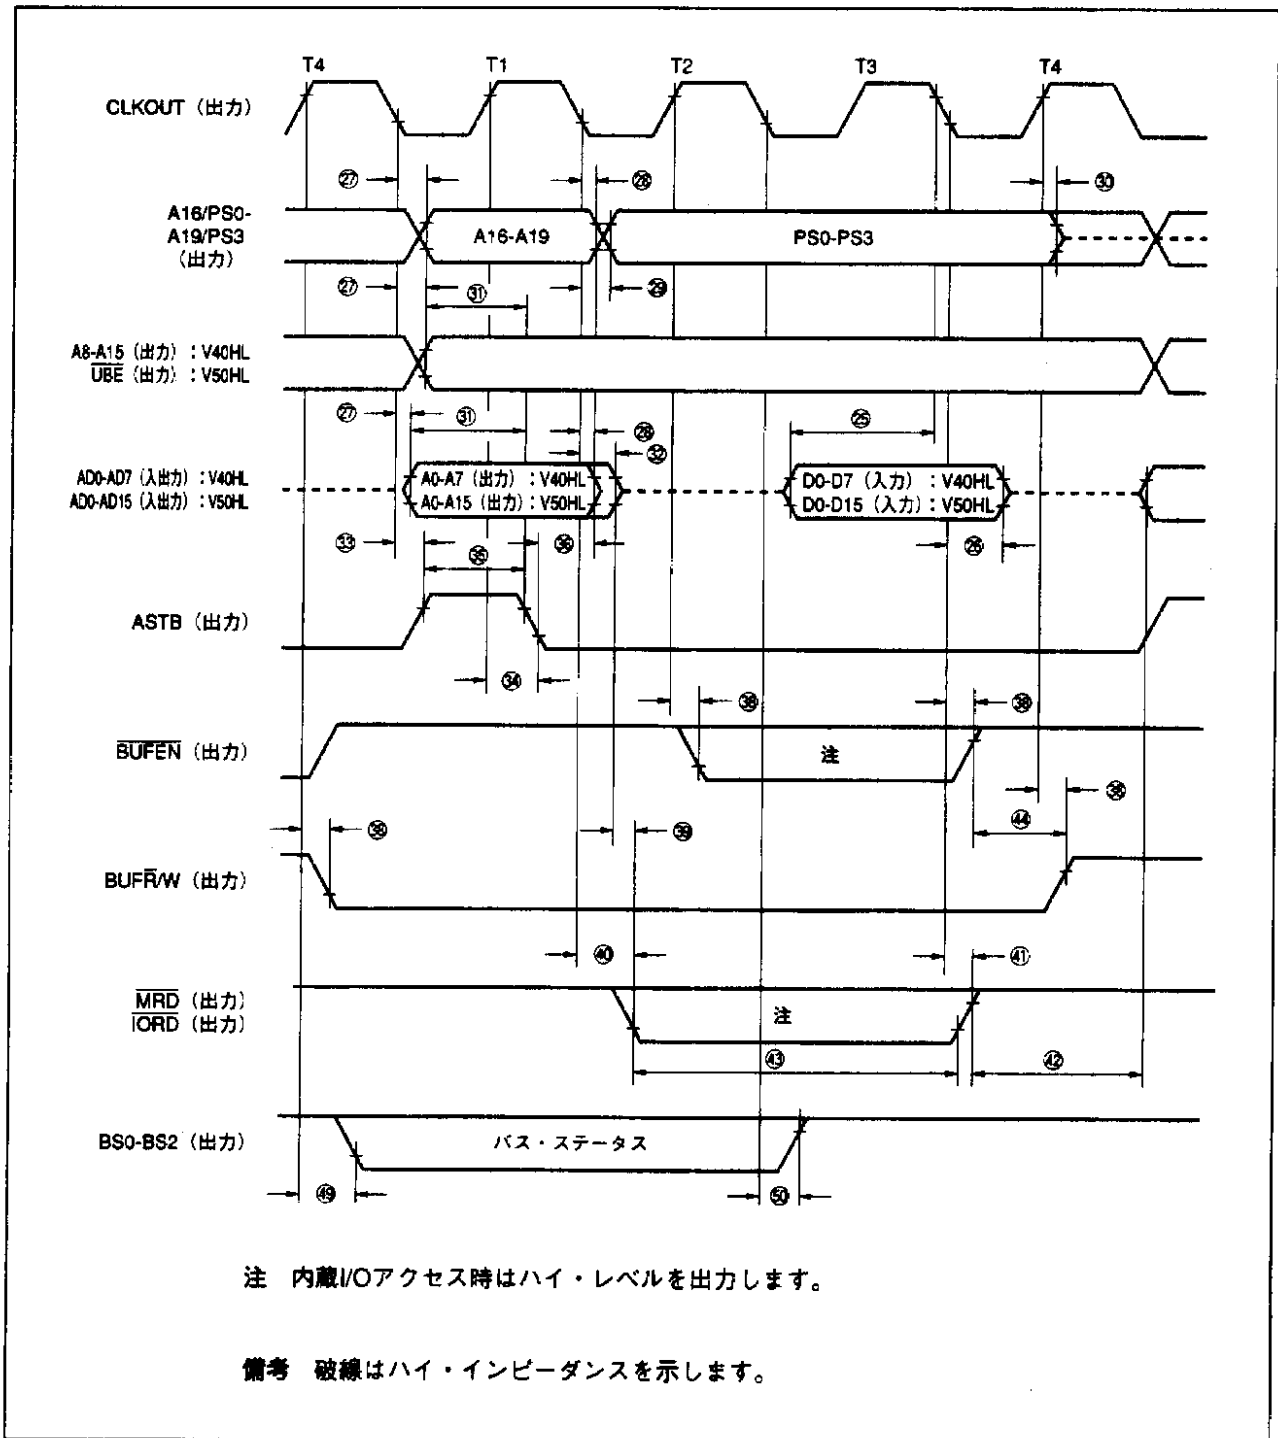 T4 T1 T2 T3 T4
CLKOUT (出力)
㉗ ㉘ ㉚
A16/PS0-
A19/PS3
(出力)
A16-A19 PS0-PS3
㉗ ㉛ ㉙
A8-A15 (出力) : V40HL
UBE (出力) : V50HL
㉗ ㉛ ㉘ ㉕
㉜
AD0-AD7 (入出力) : V40HL
AD0-AD15 (入出力) : V50HL
A0-A7 (出力) : V40HL
A0-A15 (出力) : V50HL
D0-D7 (入力) : V40HL
D0-D15 (入力) : V50HL
㉝ ㉟ ㊱ ㉖
ASTB (出力)
㉞
㊳ ㊳
BUFEN (出力)
注
㊳
㊳ ㊴ ㊹
BUFR/W (出力)
㊵ ㊶
MRD (出力)
IORD (出力)
注
㊸ ㊷
BS0-BS2 (出力)
バス・ステータス
㊾ ㊿
注 内蔵I/Oアクセス時はハイ・レベルを出力します。
備考 破線はハイ・インピーダンスを示します。